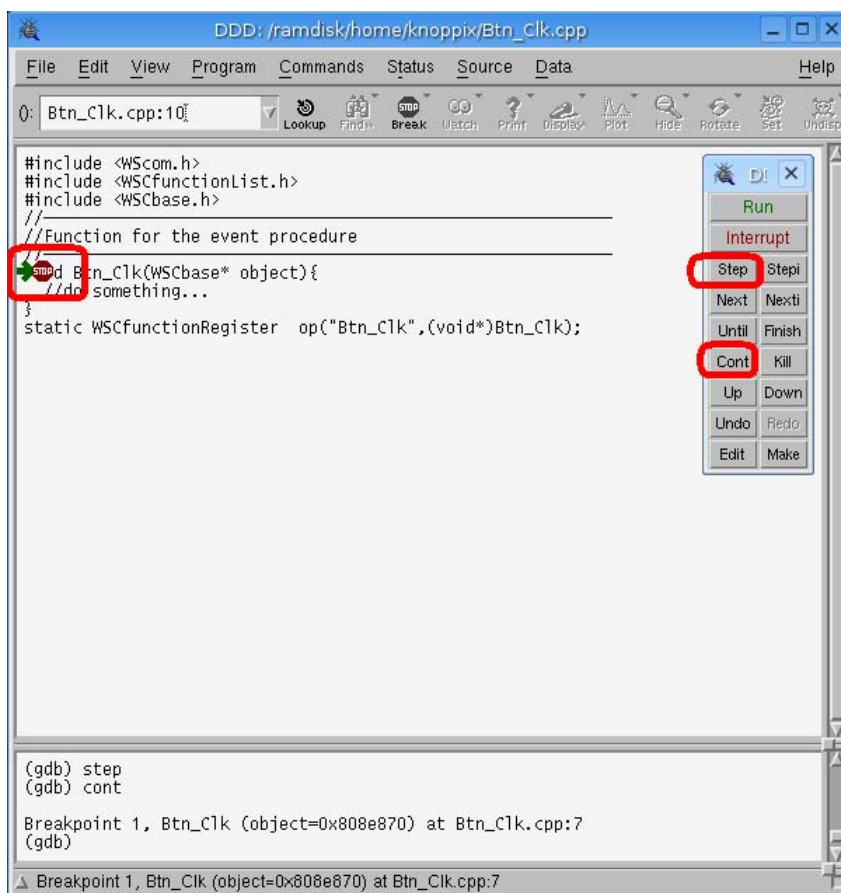 DDD: /ramdisk/home/knoppix/Btn_Clk.cpp
File Edit View Program Commands Status Source Data Help
(): Btn_Clk.cpp:10
Lookup Find» Break Watch Print Display Plot Hide Rotate Set Undisp
#include <WScom.h>
#include <WSCfunctionList.h>
#include <WSCbase.h>
//
//Function for the event procedure
//
STOP d Btn_Clk(WSCbase* object){
//do something...
}
static WSCfunctionRegister op("Btn_Clk",(void*)Btn_Clk);
D!
Run
Interrupt
Step Stepi
Next Nexti
Until Finish
Cont Kill
Up Down
Undo Redo
Edit Make
(gdb) step
(gdb) cont
Breakpoint 1, Btn_Clk (object=0x808e870) at Btn_Clk.cpp:7
(gdb)
Breakpoint 1, Btn_Clk (object=0x808e870) at Btn_Clk.cpp:7